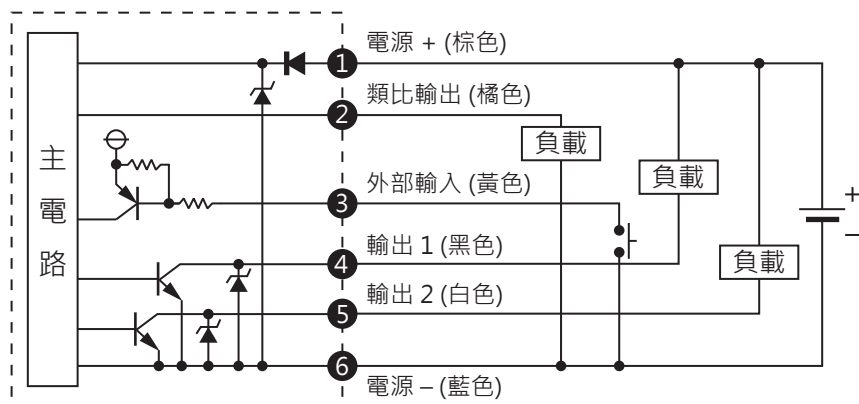 主電路
1 電源 + (棕色)
2 類比輸出 (橘色)
負載
3 外部輸入 (黃色)
負載
4 輸出 1 (黑色)
負載
5 輸出 2 (白色)
6 電源 – (藍色)
+
–